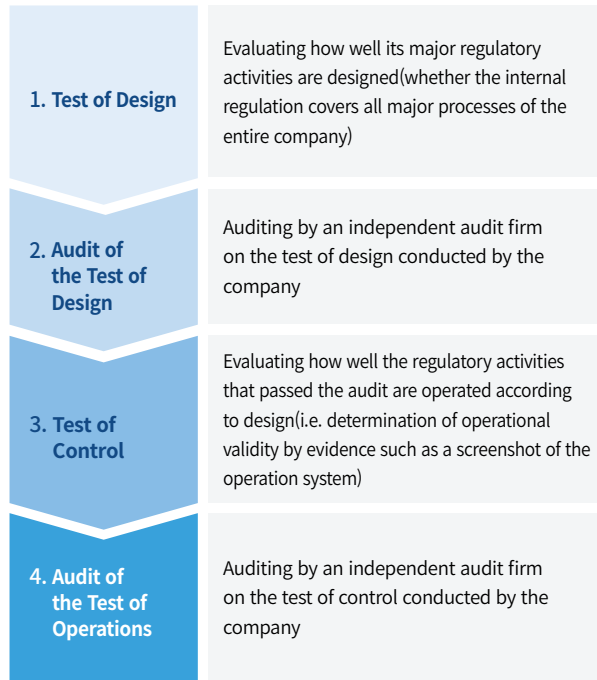 1. Test of Design
Evaluating how well its major regulatory
activities are designed(whether the internal
regulation covers all major processes of the
entire company)
2. Audit of
the Test of
Design
Auditing by an independent audit firm
on the test of design conducted by the
company
3. Test of
Control
Evaluating how well the regulatory activities
that passed the audit are operated according
to design(i.e. determination of operational
validity by evidence such as a screenshot of the
operation system)
4. Audit of
the Test of
Operations
Auditing by an independent audit firm
on the test of control conducted by the
company